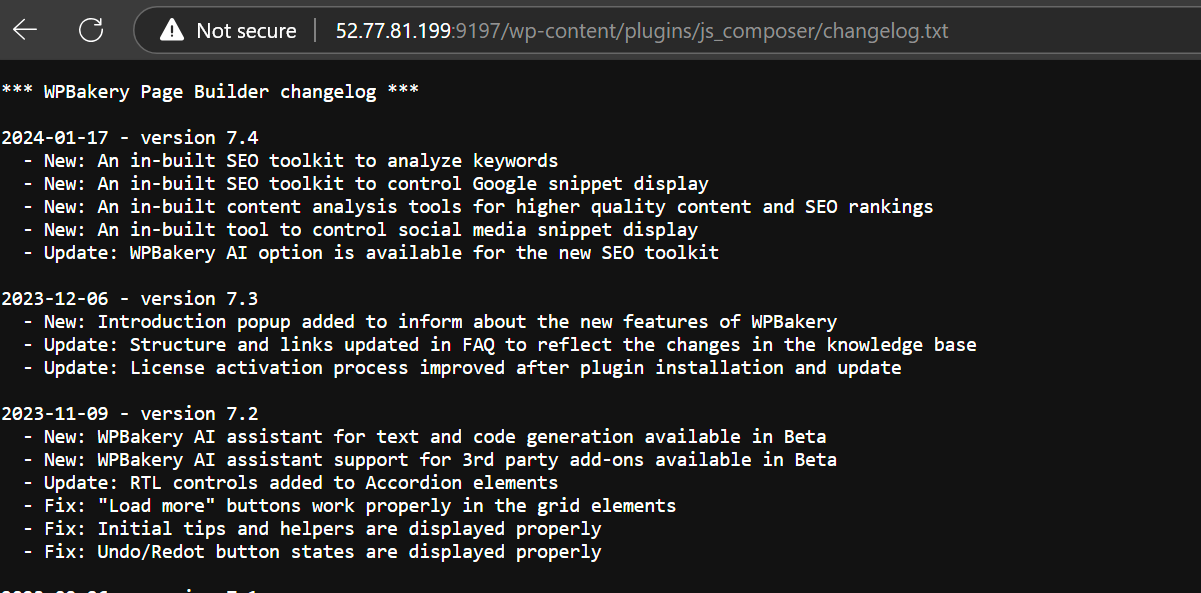 Not secure 52.77.81.199:9197/wp-content/plugins/js_composer/changelog.txt
*** WPBakery Page Builder changelog ***
2024-01-17 - version 7.4
- New: An in-built SEO toolkit to analyze keywords
- New: An in-built SEO toolkit to control Google snippet display
- New: An in-built content analysis tools for higher quality content and SEO rankings
- New: An in-built tool to control social media snippet display
- Update: WPBakery AI option is available for the new SEO toolkit
2023-12-06 - version 7.3
- New: Introduction popup added to inform about the new features of WPBakery
- Update: Structure and links updated in FAQ to reflect the changes in the knowledge base
- Update: License activation process improved after plugin installation and update
2023-11-09 - version 7.2
- New: WPBakery AI assistant for text and code generation available in Beta
- New: WPBakery AI assistant support for 3rd party add-ons available in Beta
- Update: RTL controls added to Accordion elements
- Fix: "Load more" buttons work properly in the grid elements
- Fix: Initial tips and helpers are displayed properly
- Fix: Undo/Redot button states are displayed properly